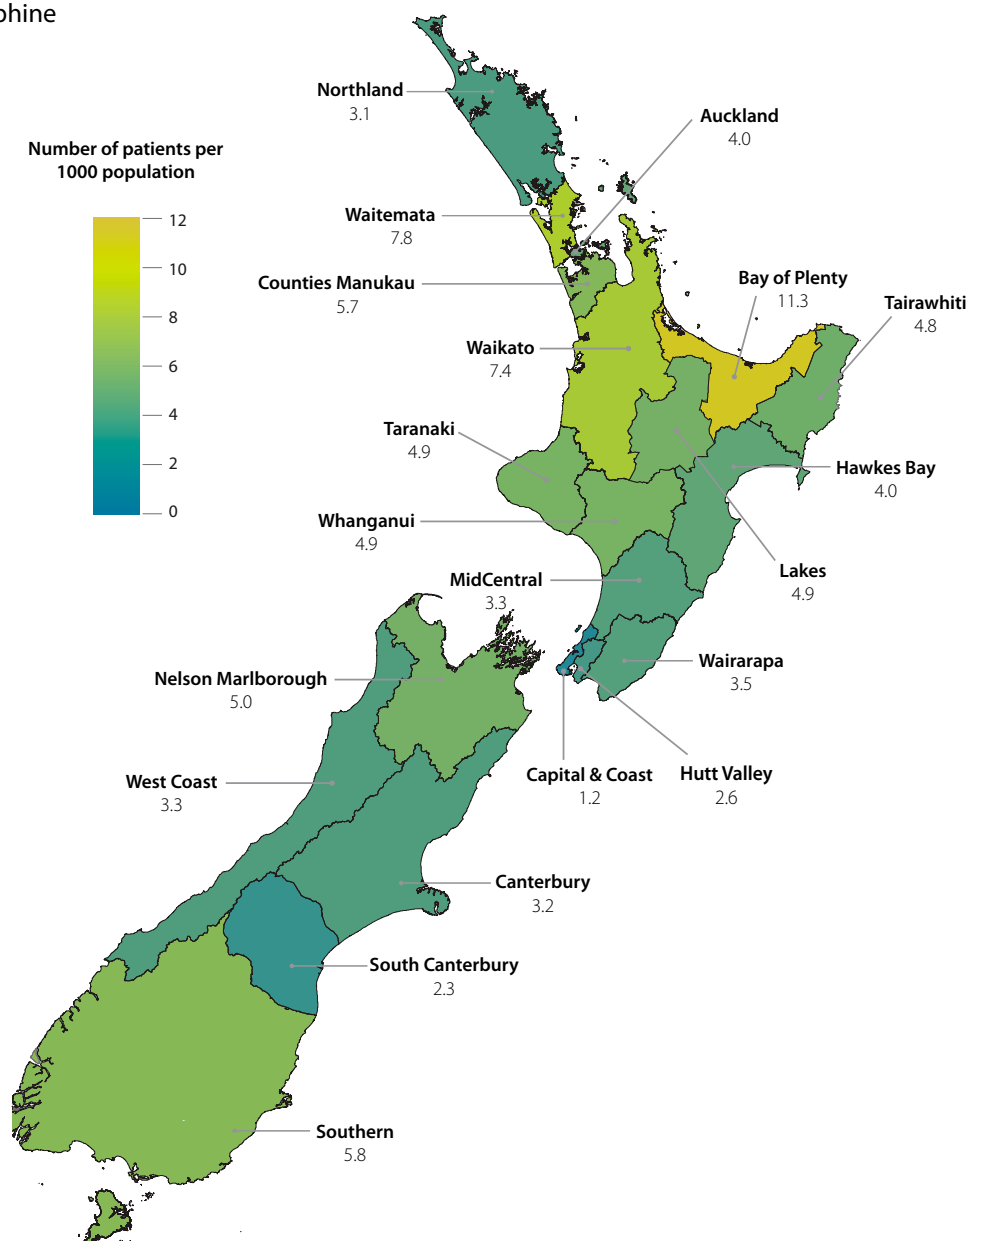 phine
Northland
3.1
Auckland
4.0
Number of patients per
1000 population
12
10
8
6
4
2
0
Waitemata
7.8
Counties Manukau
5.7
Bay of Plenty
11.3
Tairawhiti
4.8
Waikato
7.4
Taranaki
4.9
Hawkes Bay
4.0
Whanganui
4.9
Lakes
4.9
MidCentral
3.3
Wairarapa
3.5
Nelson Marlborough
5.0
Capital & Coast
1.2
Hutt Valley
2.6
West Coast
3.3
Canterbury
3.2
South Canterbury
2.3
Southern
5.8